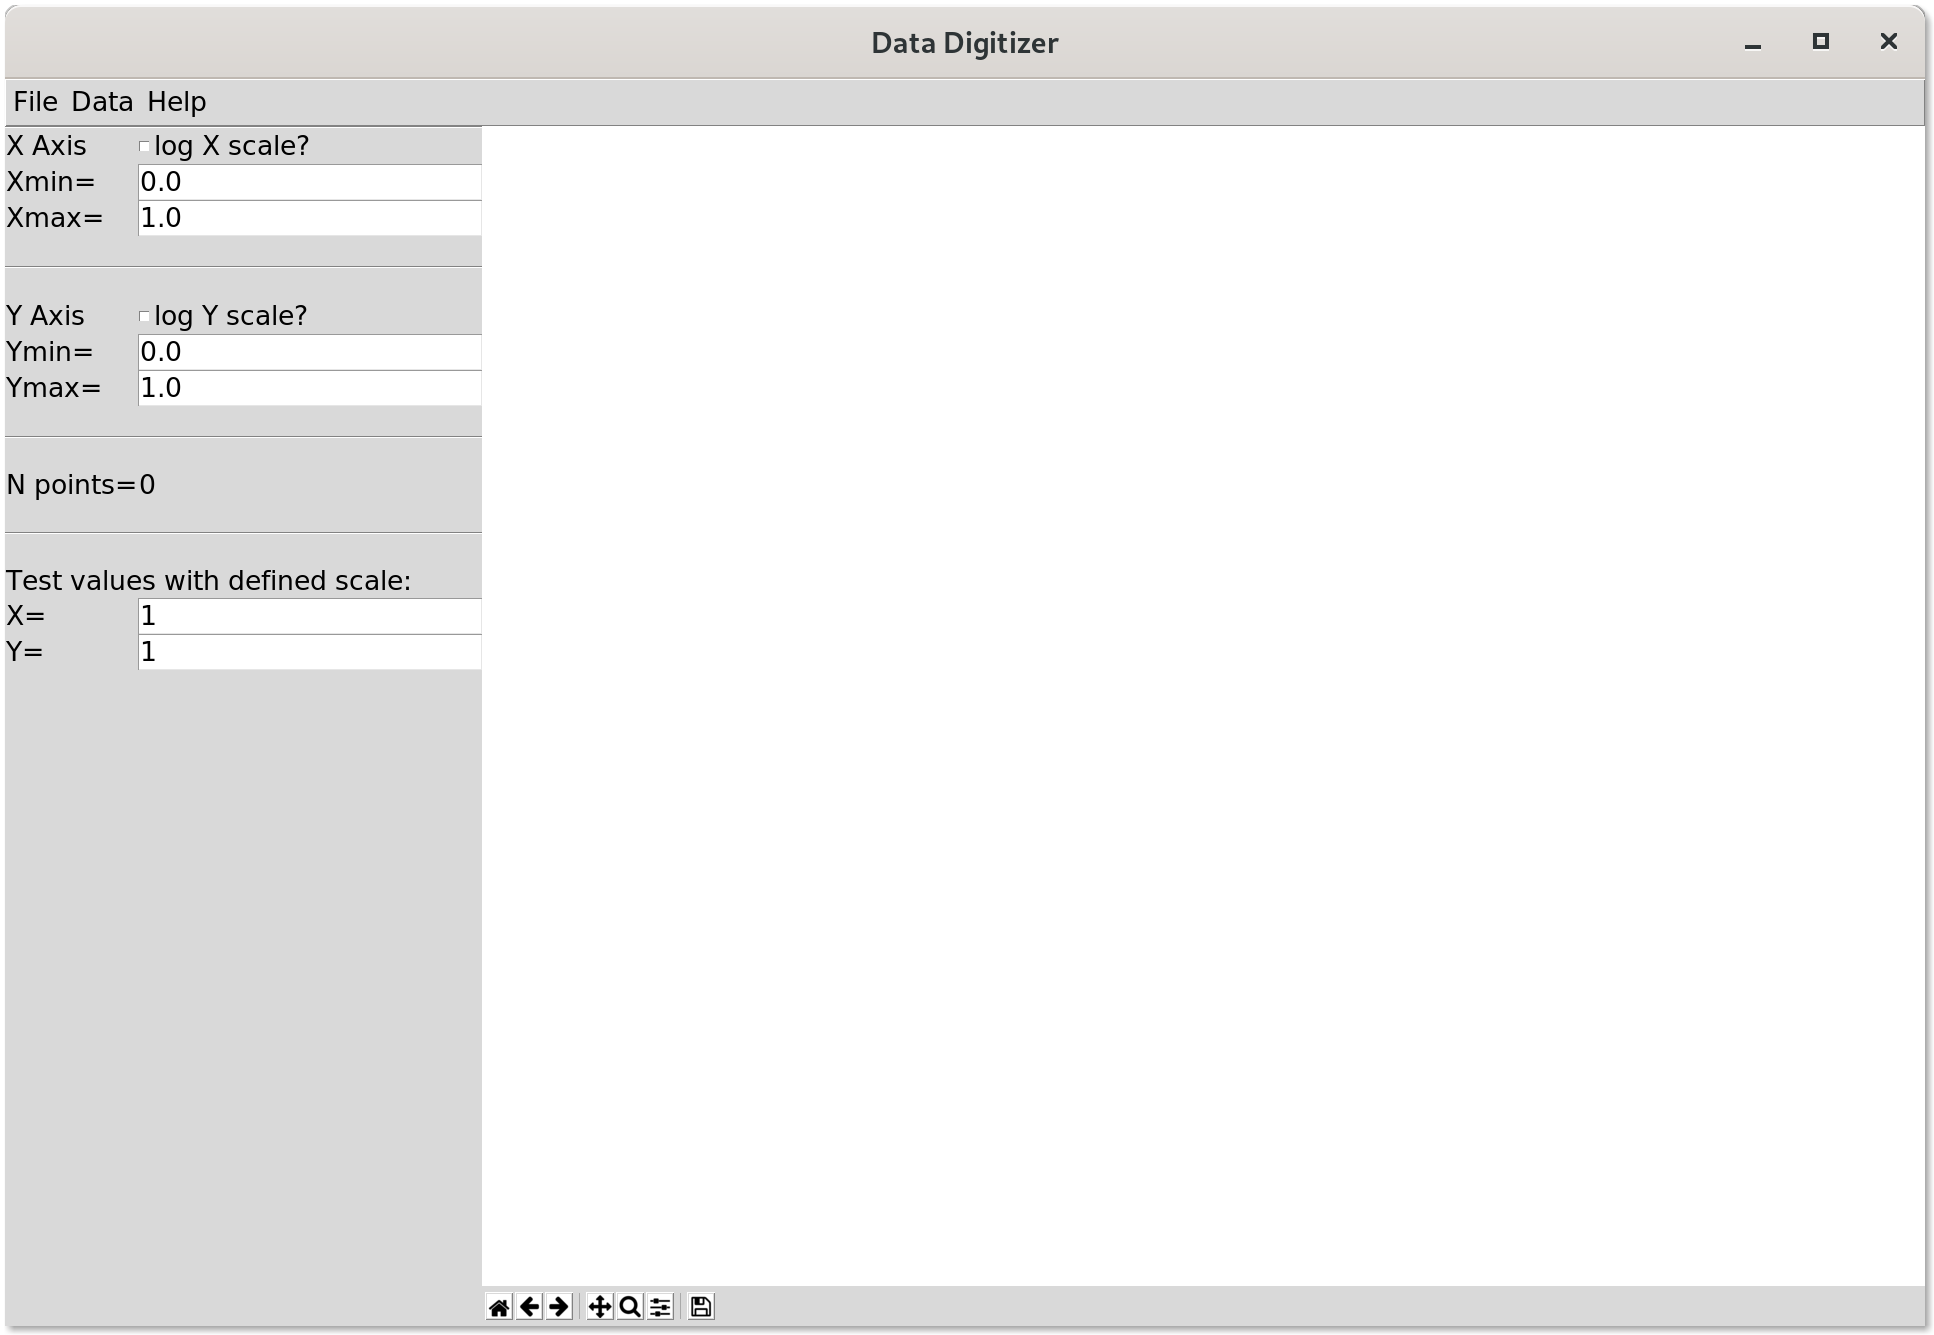 Data Digitizer
File Data Help
X Axis log X scale?
Xmin= 0.0
Xmax= 1.0
Y Axis log Y scale?
Ymin= 0.0
Ymax= 1.0
N points=0
Test values with defined scale:
X= 1
Y= 1